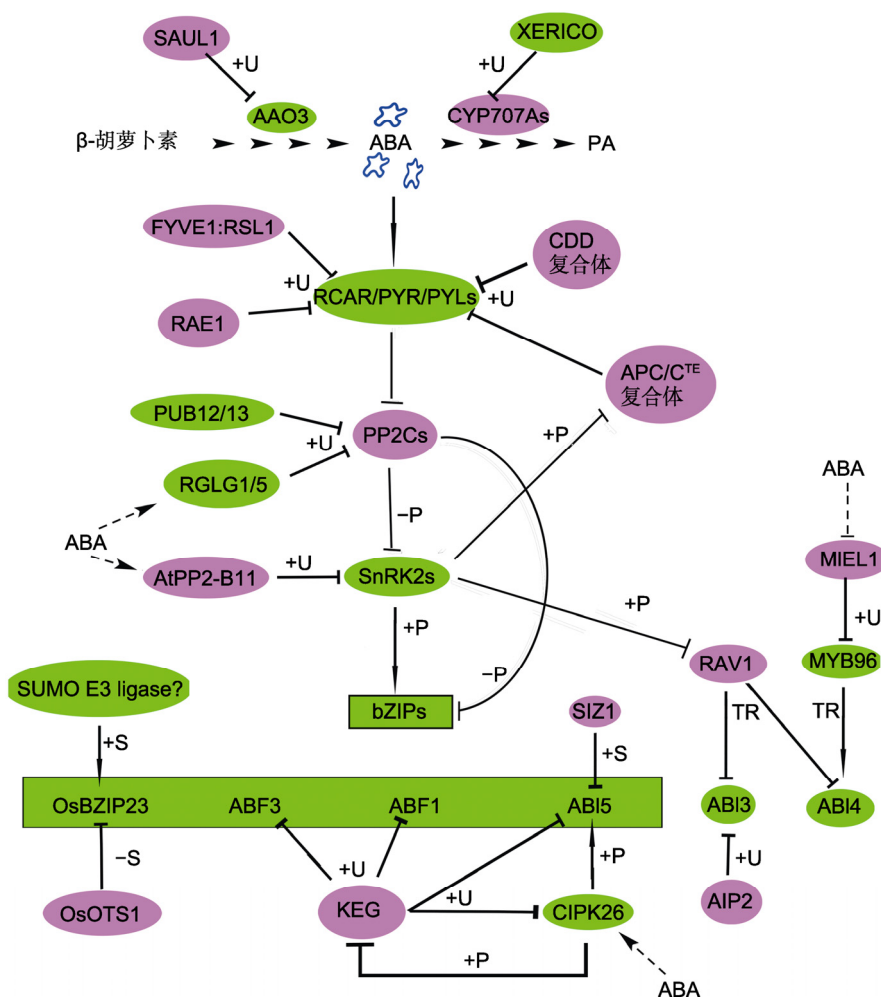 SAUL1
XERICO
+U
+U
AAO3
CYP707As
β-胡萝卜素
ABA
PA
FYVE1:RSL1
CDD
复合体
+U
RCAR/PYR/PYLs
+U
RAE1
APC/Cᵀᴱ
复合体
PUB12/13
PP2Cs
+P
+U
RGLG1/5
ABA
–P
ABA
MIEL1
AtPP2-B11
+U
SnRK2s
+P
+U
+P
RAV1
MYB96
SUMO E3 ligase?
–P
bZIPs
SIZ1
TR
TR
+S
+S
OsBZIP23
ABF3
ABF1
ABI5
ABI3
ABI4
–S
+U
+P
+U
+U
OsOTS1
KEG
CIPK26
AIP2
+P
ABA